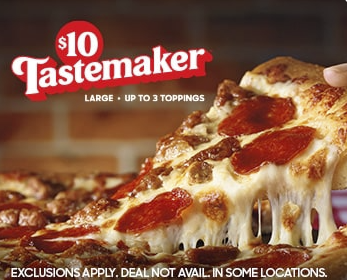 $10
Tastemaker
LARGE • UP TO 3 TOPPINGS
EXCLUSIONS APPLY. DEAL NOT AVAIL. IN SOME LOCATIONS.